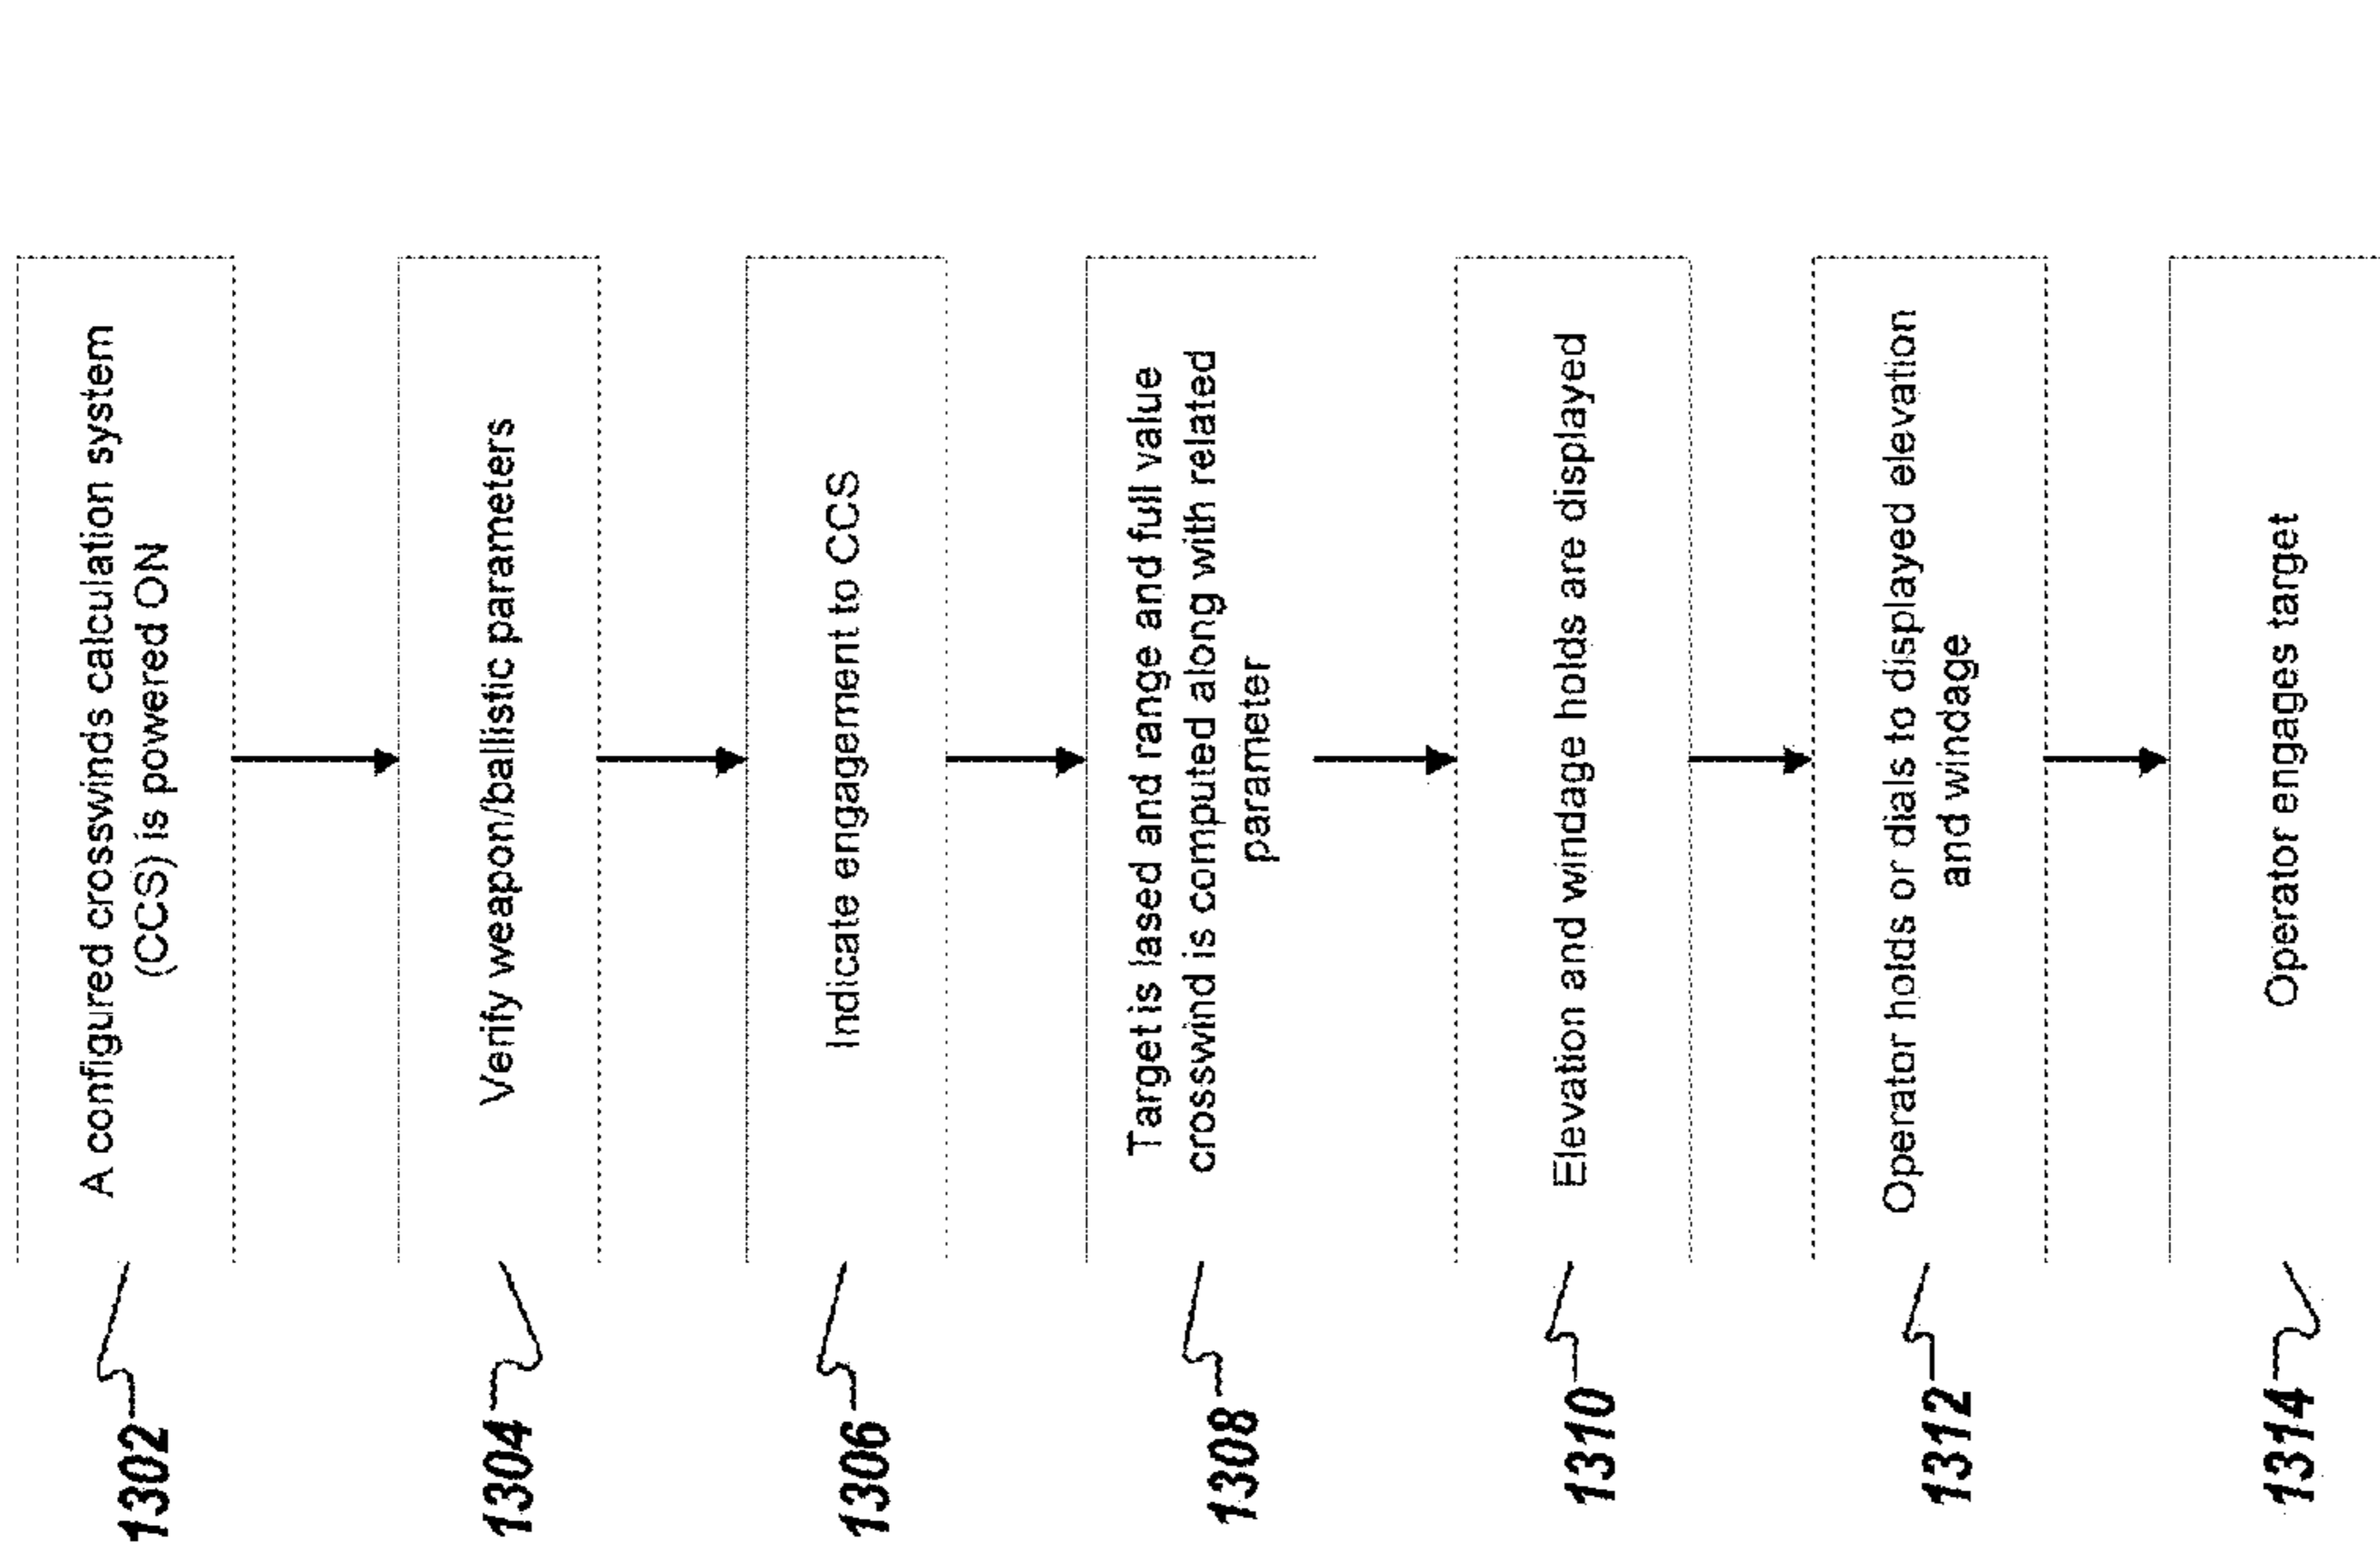 1302
A configured crosswinds calculation system
(CCS) is powered ON
1304
Verify weapon/ballistic parameters
1306
Indicate engagement to CCS
1308
Target is lased and range and full value
crosswind is computed along with related
parameter
1310
Elevation and windage holds are displayed
1312
Operator holds or dials to displayed elevation
and windage
1314
Operator engages target